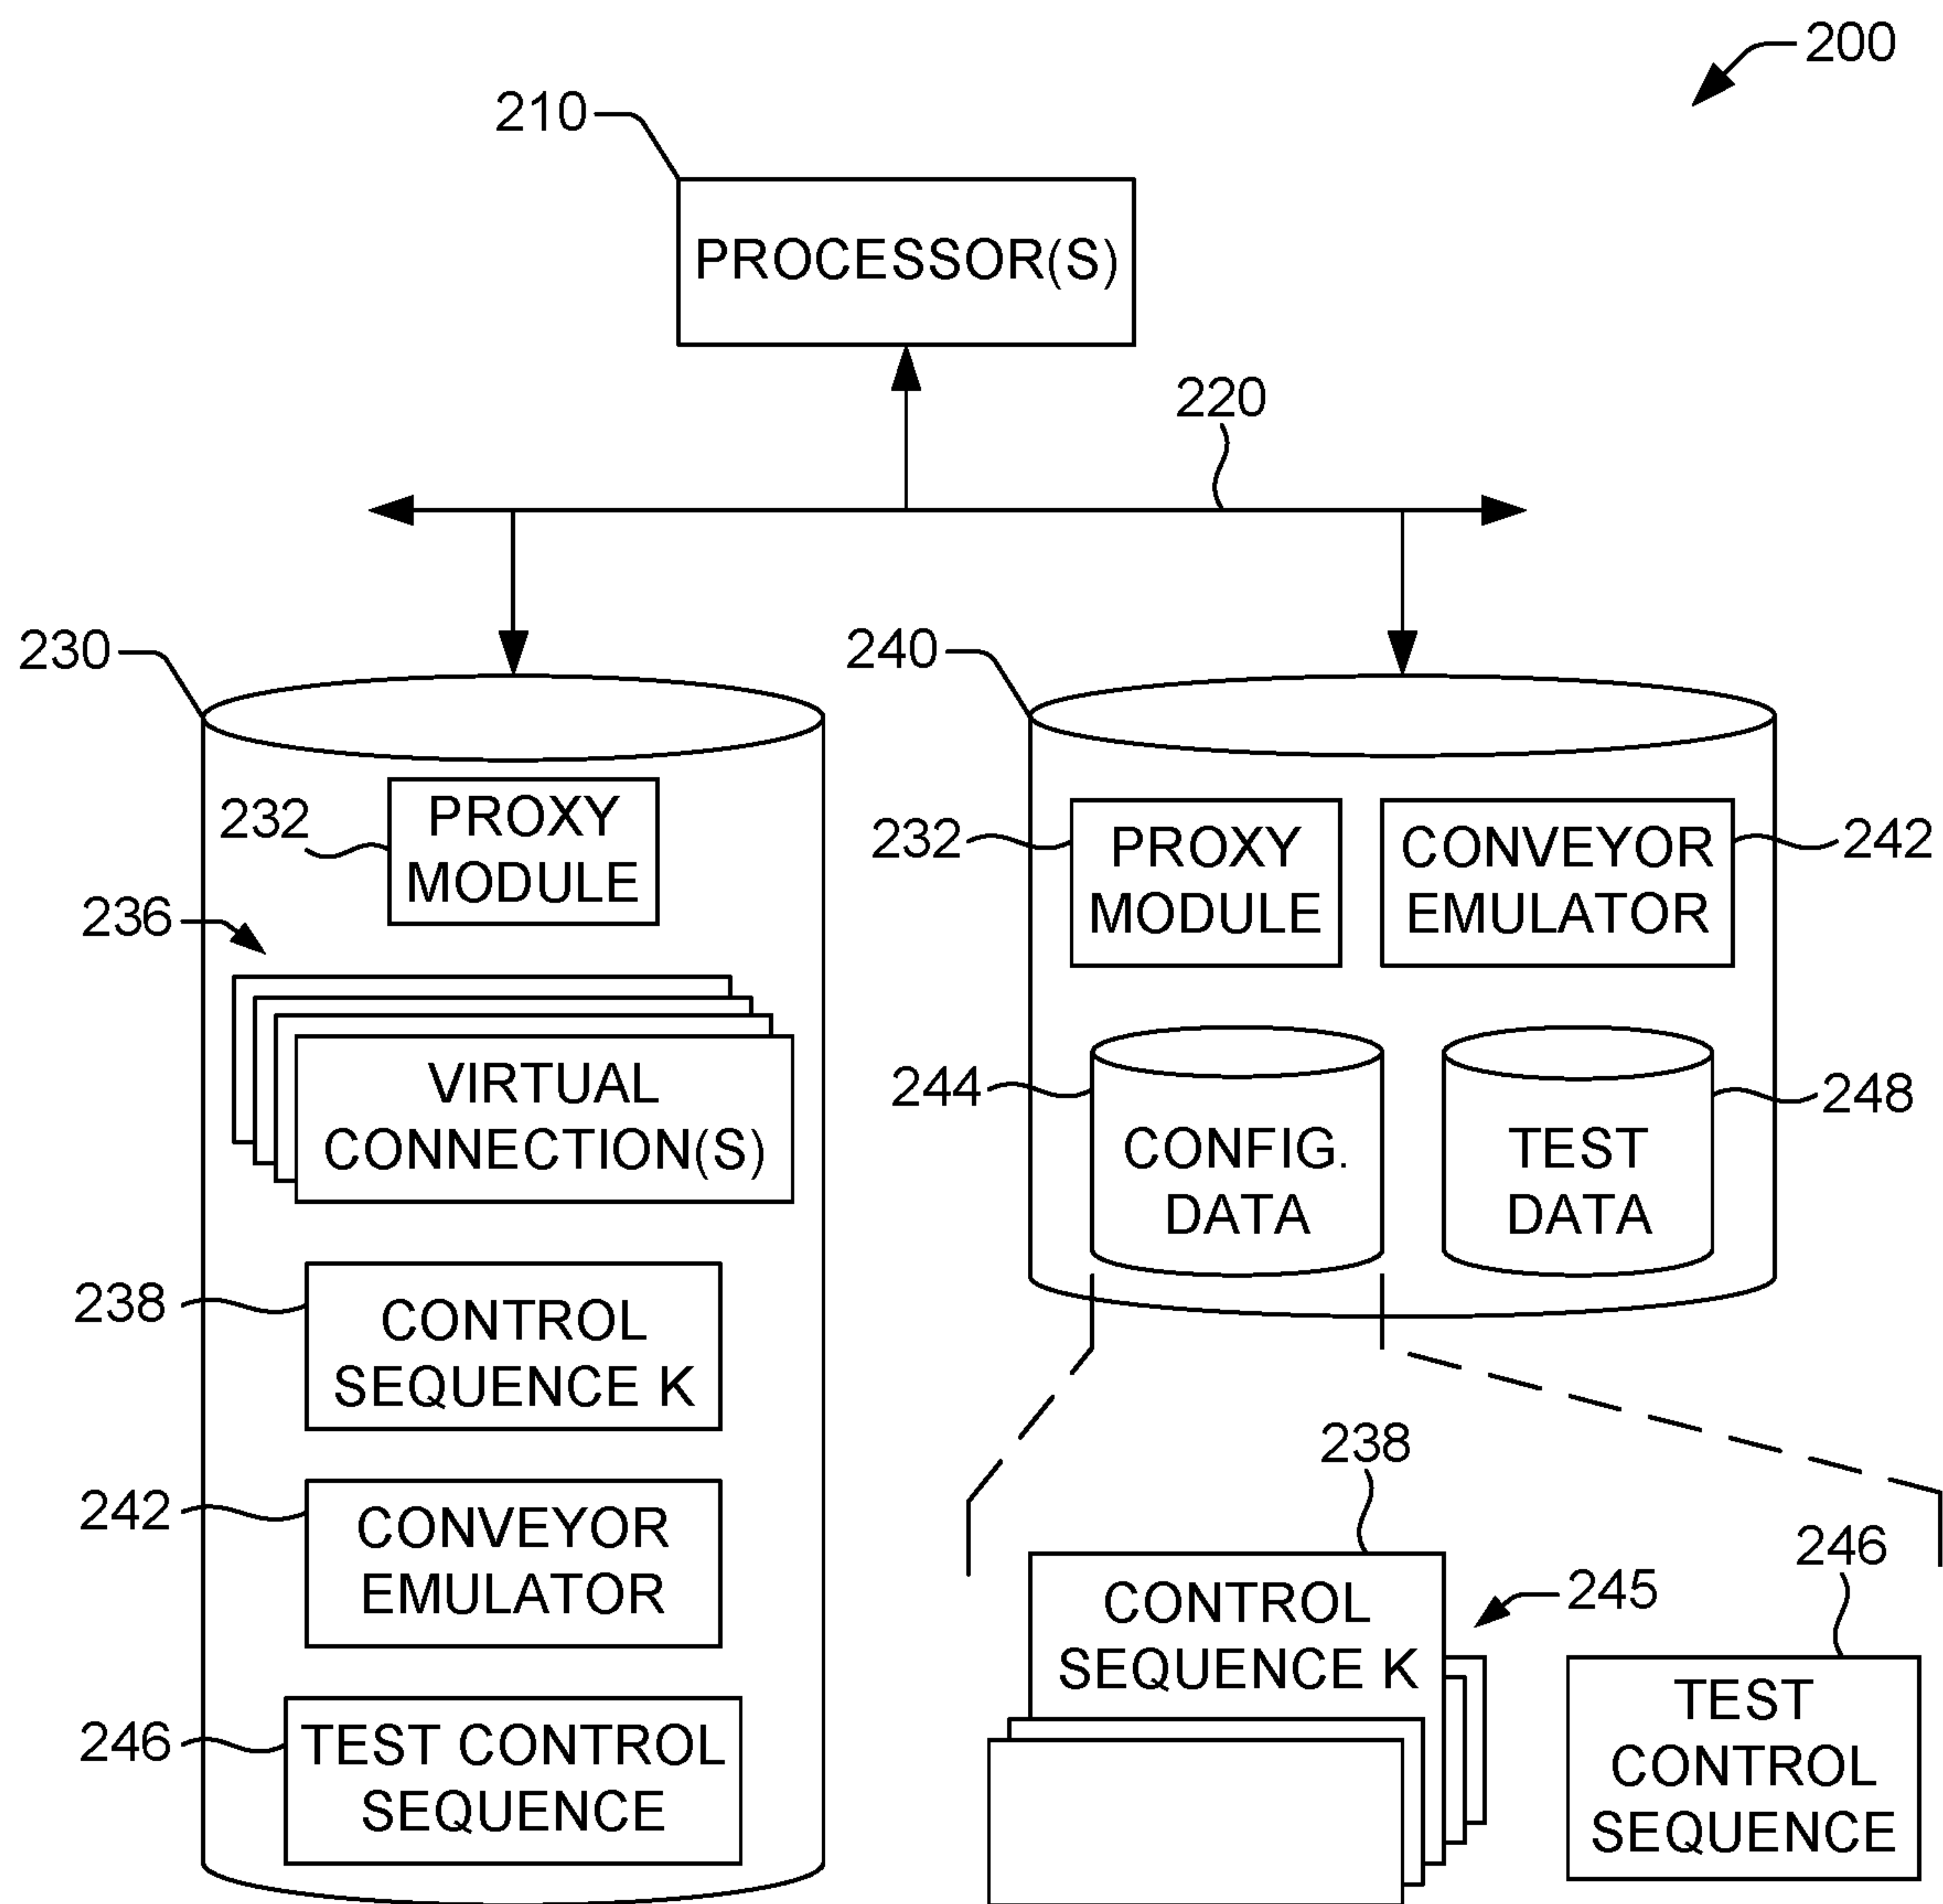 200
210
PROCESSOR(S)
220
230
240
232
PROXY
MODULE
236
VIRTUAL
CONNECTION(S)
238
CONTROL
SEQUENCE K
242
CONVEYOR
EMULATOR
246
TEST CONTROL
SEQUENCE
232
PROXY
MODULE
CONVEYOR
EMULATOR
242
244
CONFIG.
DATA
TEST
DATA
248
238
CONTROL
SEQUENCE K
245
246
TEST
CONTROL
SEQUENCE